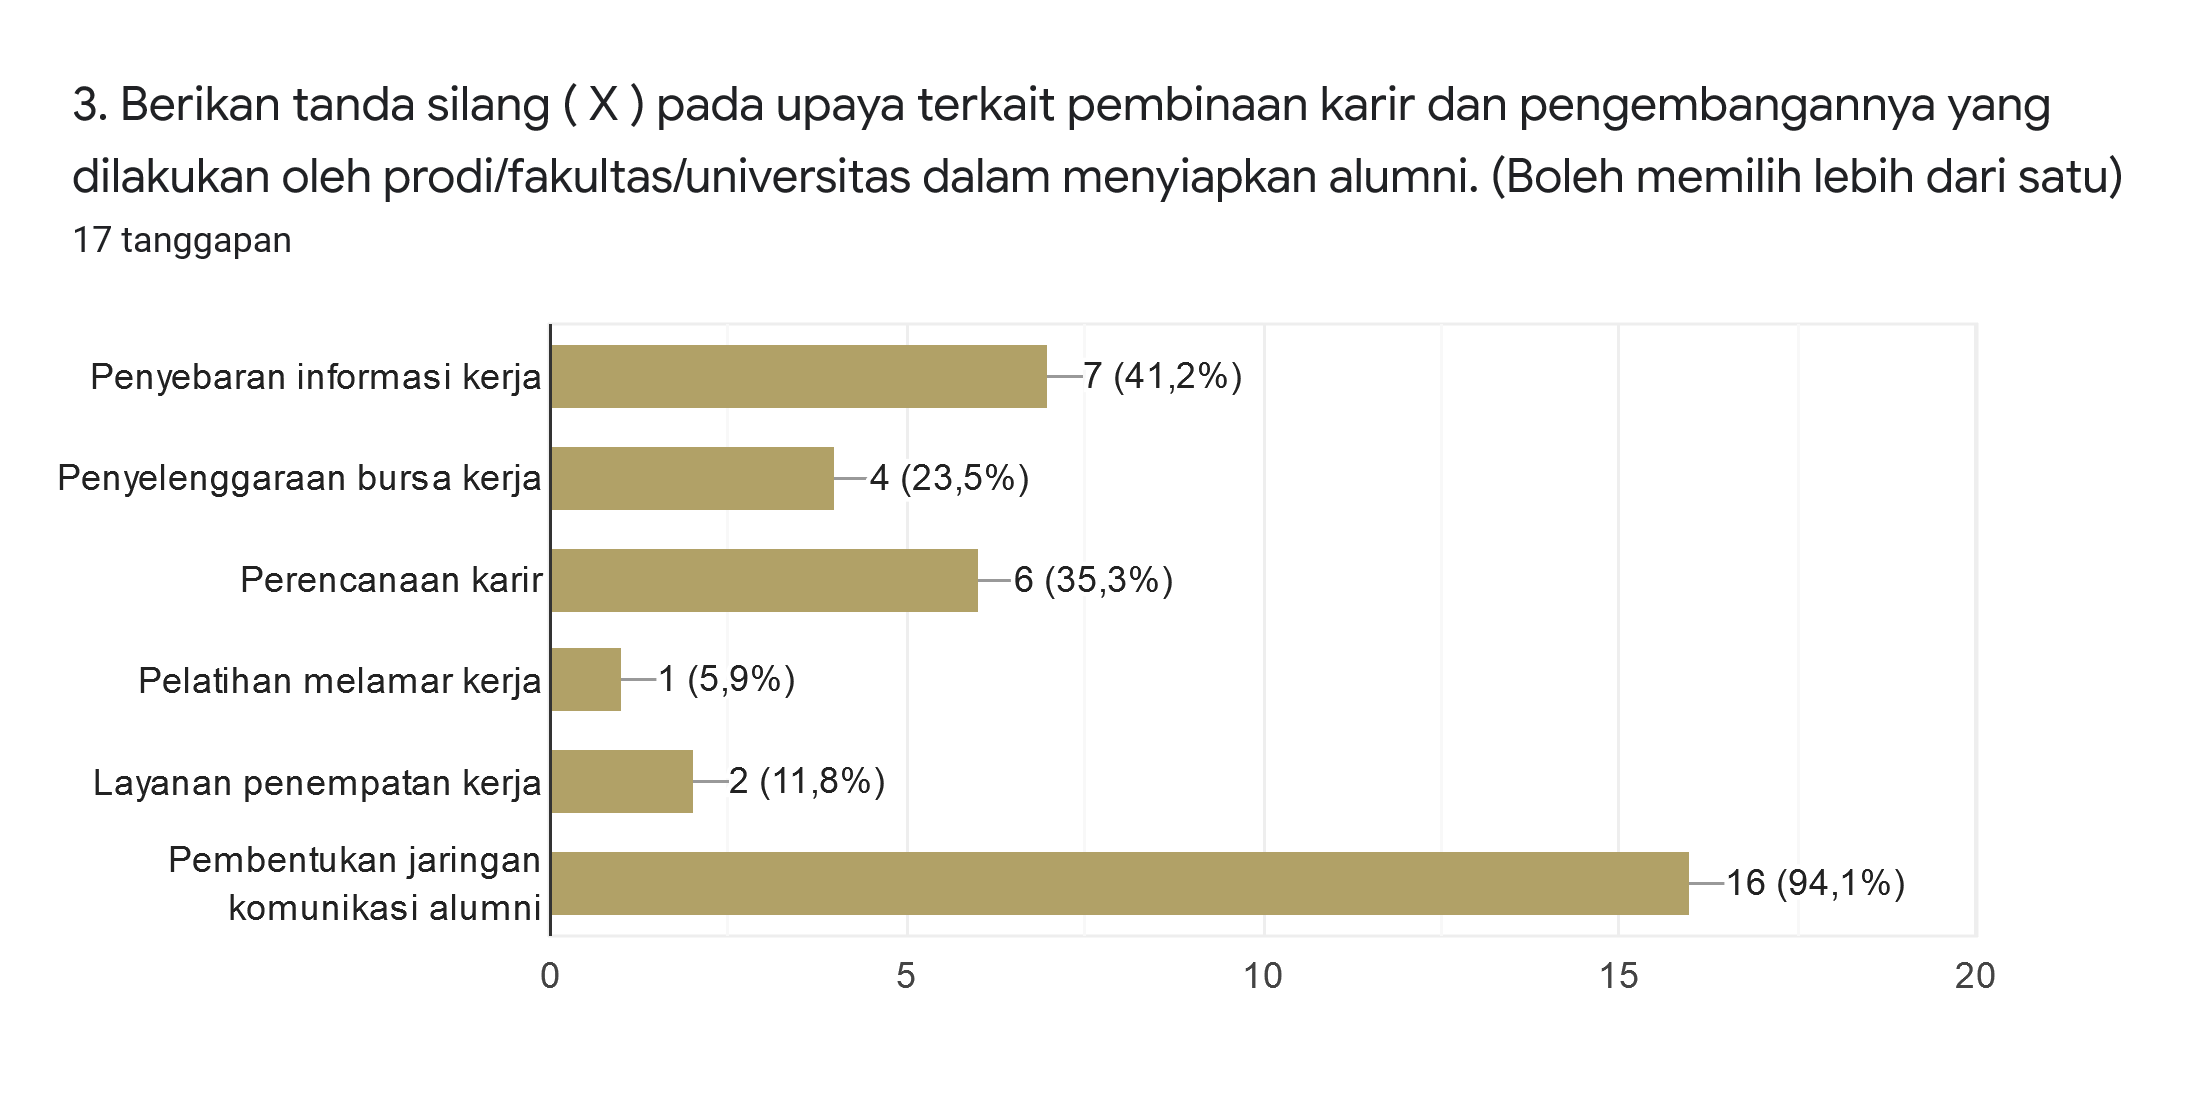 3. Berikan tanda silang ( X ) pada upaya terkait pembinaan karir dan pengembangannya yang
dilakukan oleh prodi/fakultas/universitas dalam menyiapkan alumni. (Boleh memilih lebih dari satu)
17 tanggapan
Penyebaran informasi kerja
7 (41,2%)
Penyelenggaraan bursa kerja
4 (23,5%)
Perencanaan karir
6 (35,3%)
Pelatihan melamar kerja
1 (5,9%)
Layanan penempatan kerja
2 (11,8%)
Pembentukan jaringan
komunikasi alumni
16 (94,1%)
0 5 10 15 20